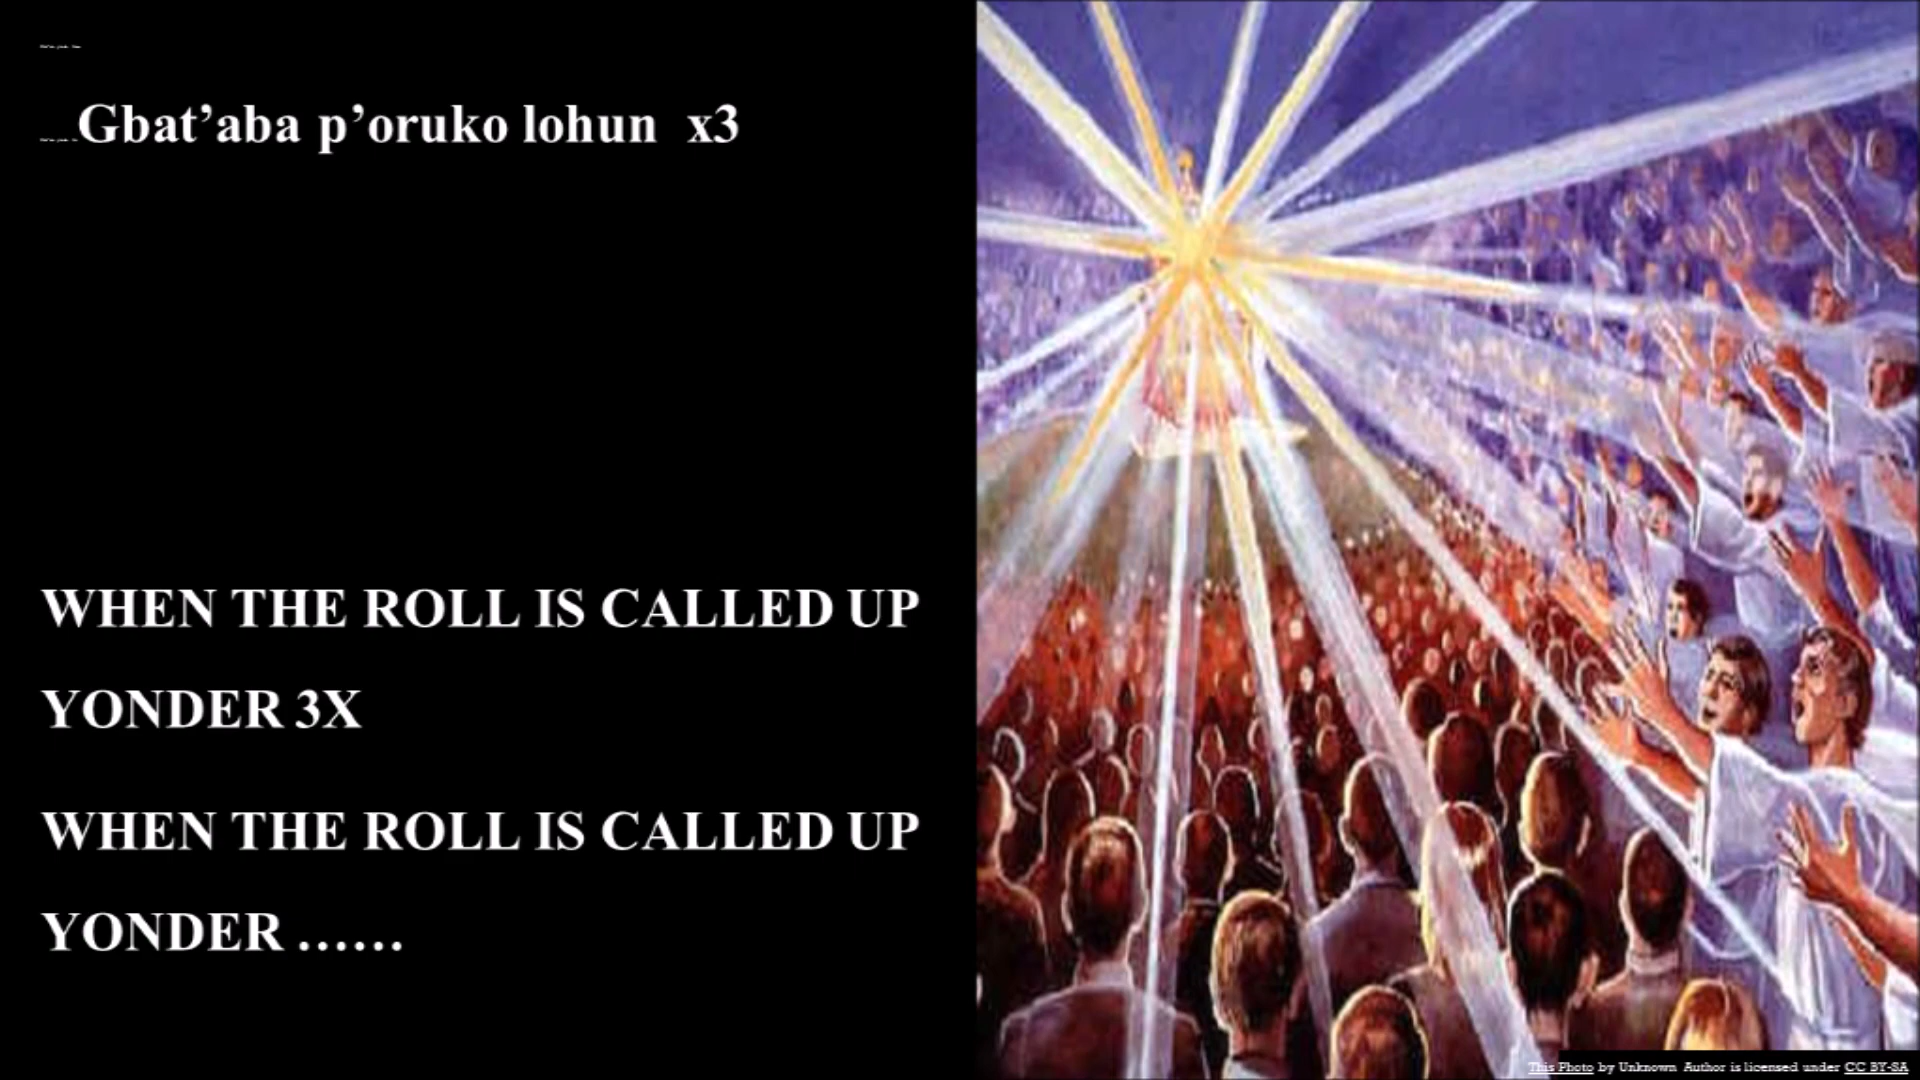 Gbat’aba p’oruko lohun x3
WHEN THE ROLL IS CALLED UP
YONDER 3X
WHEN THE ROLL IS CALLED UP
YONDER ……
This Photo by Unknown Author is licensed under CC BY-SA